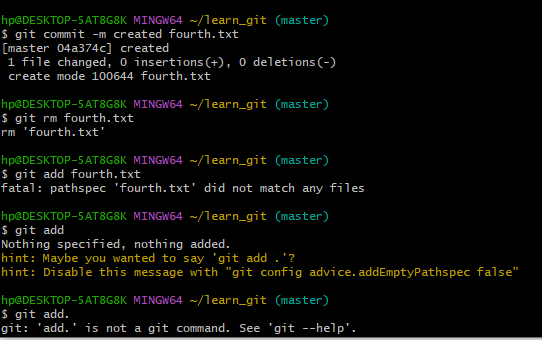 hp@DESKTOP-5AT8G8K MINGW64 ~/learn_git (master)
$ git commit -m created fourth.txt
[master 04a374c] created
 1 file changed, 0 insertions(+), 0 deletions(-)
 create mode 100644 fourth.txt
hp@DESKTOP-5AT8G8K MINGW64 ~/learn_git (master)
$ git rm fourth.txt
rm 'fourth.txt'
hp@DESKTOP-5AT8G8K MINGW64 ~/learn_git (master)
$ git add fourth.txt
fatal: pathspec 'fourth.txt' did not match any files
hp@DESKTOP-5AT8G8K MINGW64 ~/learn_git (master)
$ git add
Nothing specified, nothing added.
hint: Maybe you wanted to say 'git add .'?
hint: Disable this message with "git config advice.addEmptyPathspec false"
hp@DESKTOP-5AT8G8K MINGW64 ~/learn_git (master)
$ git add.
git: 'add.' is not a git command. See 'git --help'.